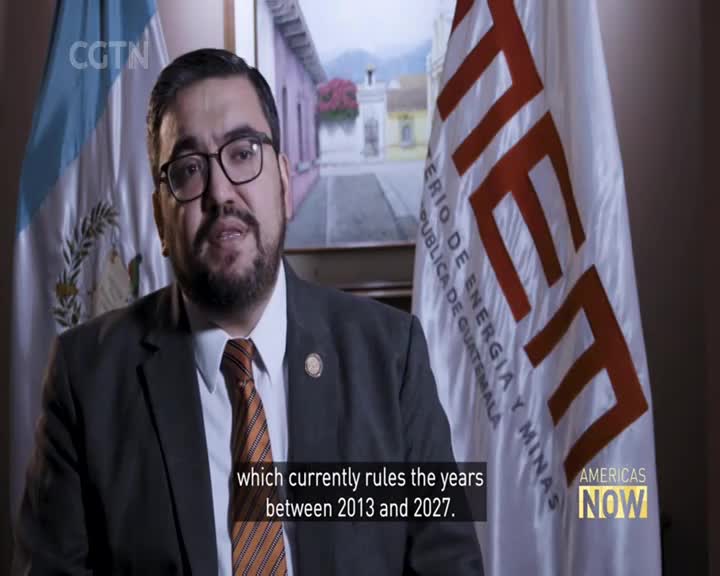 CGTN
MEM
ERIO DE ENERGIA Y MINAS
PUBLICA DE GUATEMALA
which currently rules the years
between 2013 and 2027.
AMERICAS
NOW